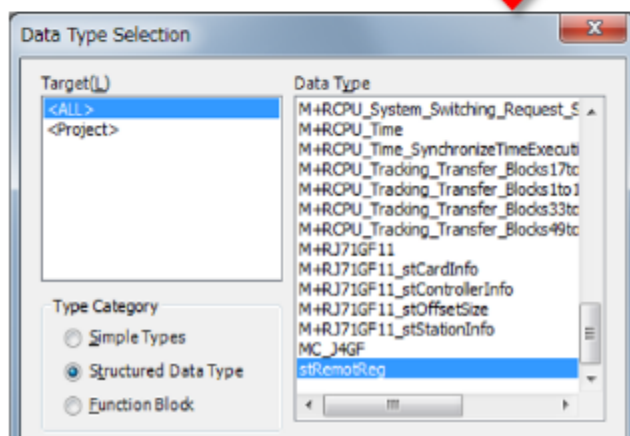 Data Type Selection
Target(L)
<ALL>
<Project>
Type Category
Simple Types
Structured Data Type
Function Block
Data Type
M+RCPU_System_Switching_Request_S
M+RCPU_Time
M+RCPU_Time_SynchronizeTimeExecuti
M+RCPU_Tracking_Transfer_Blocks17to
M+RCPU_Tracking_Transfer_Blocks1to1
M+RCPU_Tracking_Transfer_Blocks33to
M+RCPU_Tracking_Transfer_Blocks49to
M+RJ71GF11
M+RJ71GF11_stCardInfo
M+RJ71GF11_stControllerInfo
M+RJ71GF11_stOffsetSize
M+RJ71GF11_stStationInfo
MC_J4GF
stRemotReg